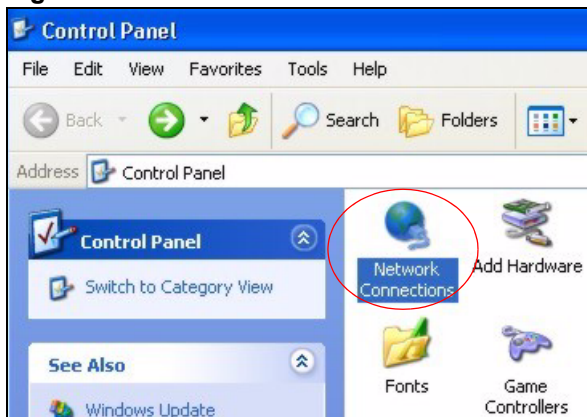 Control Panel
File Edit View Favorites Tools Help
Back Search Folders
Address Control Panel
Control Panel
Switch to Category View
See Also
Windows Update
Network
Connections
Add Hardware
Fonts
Game
Controllers